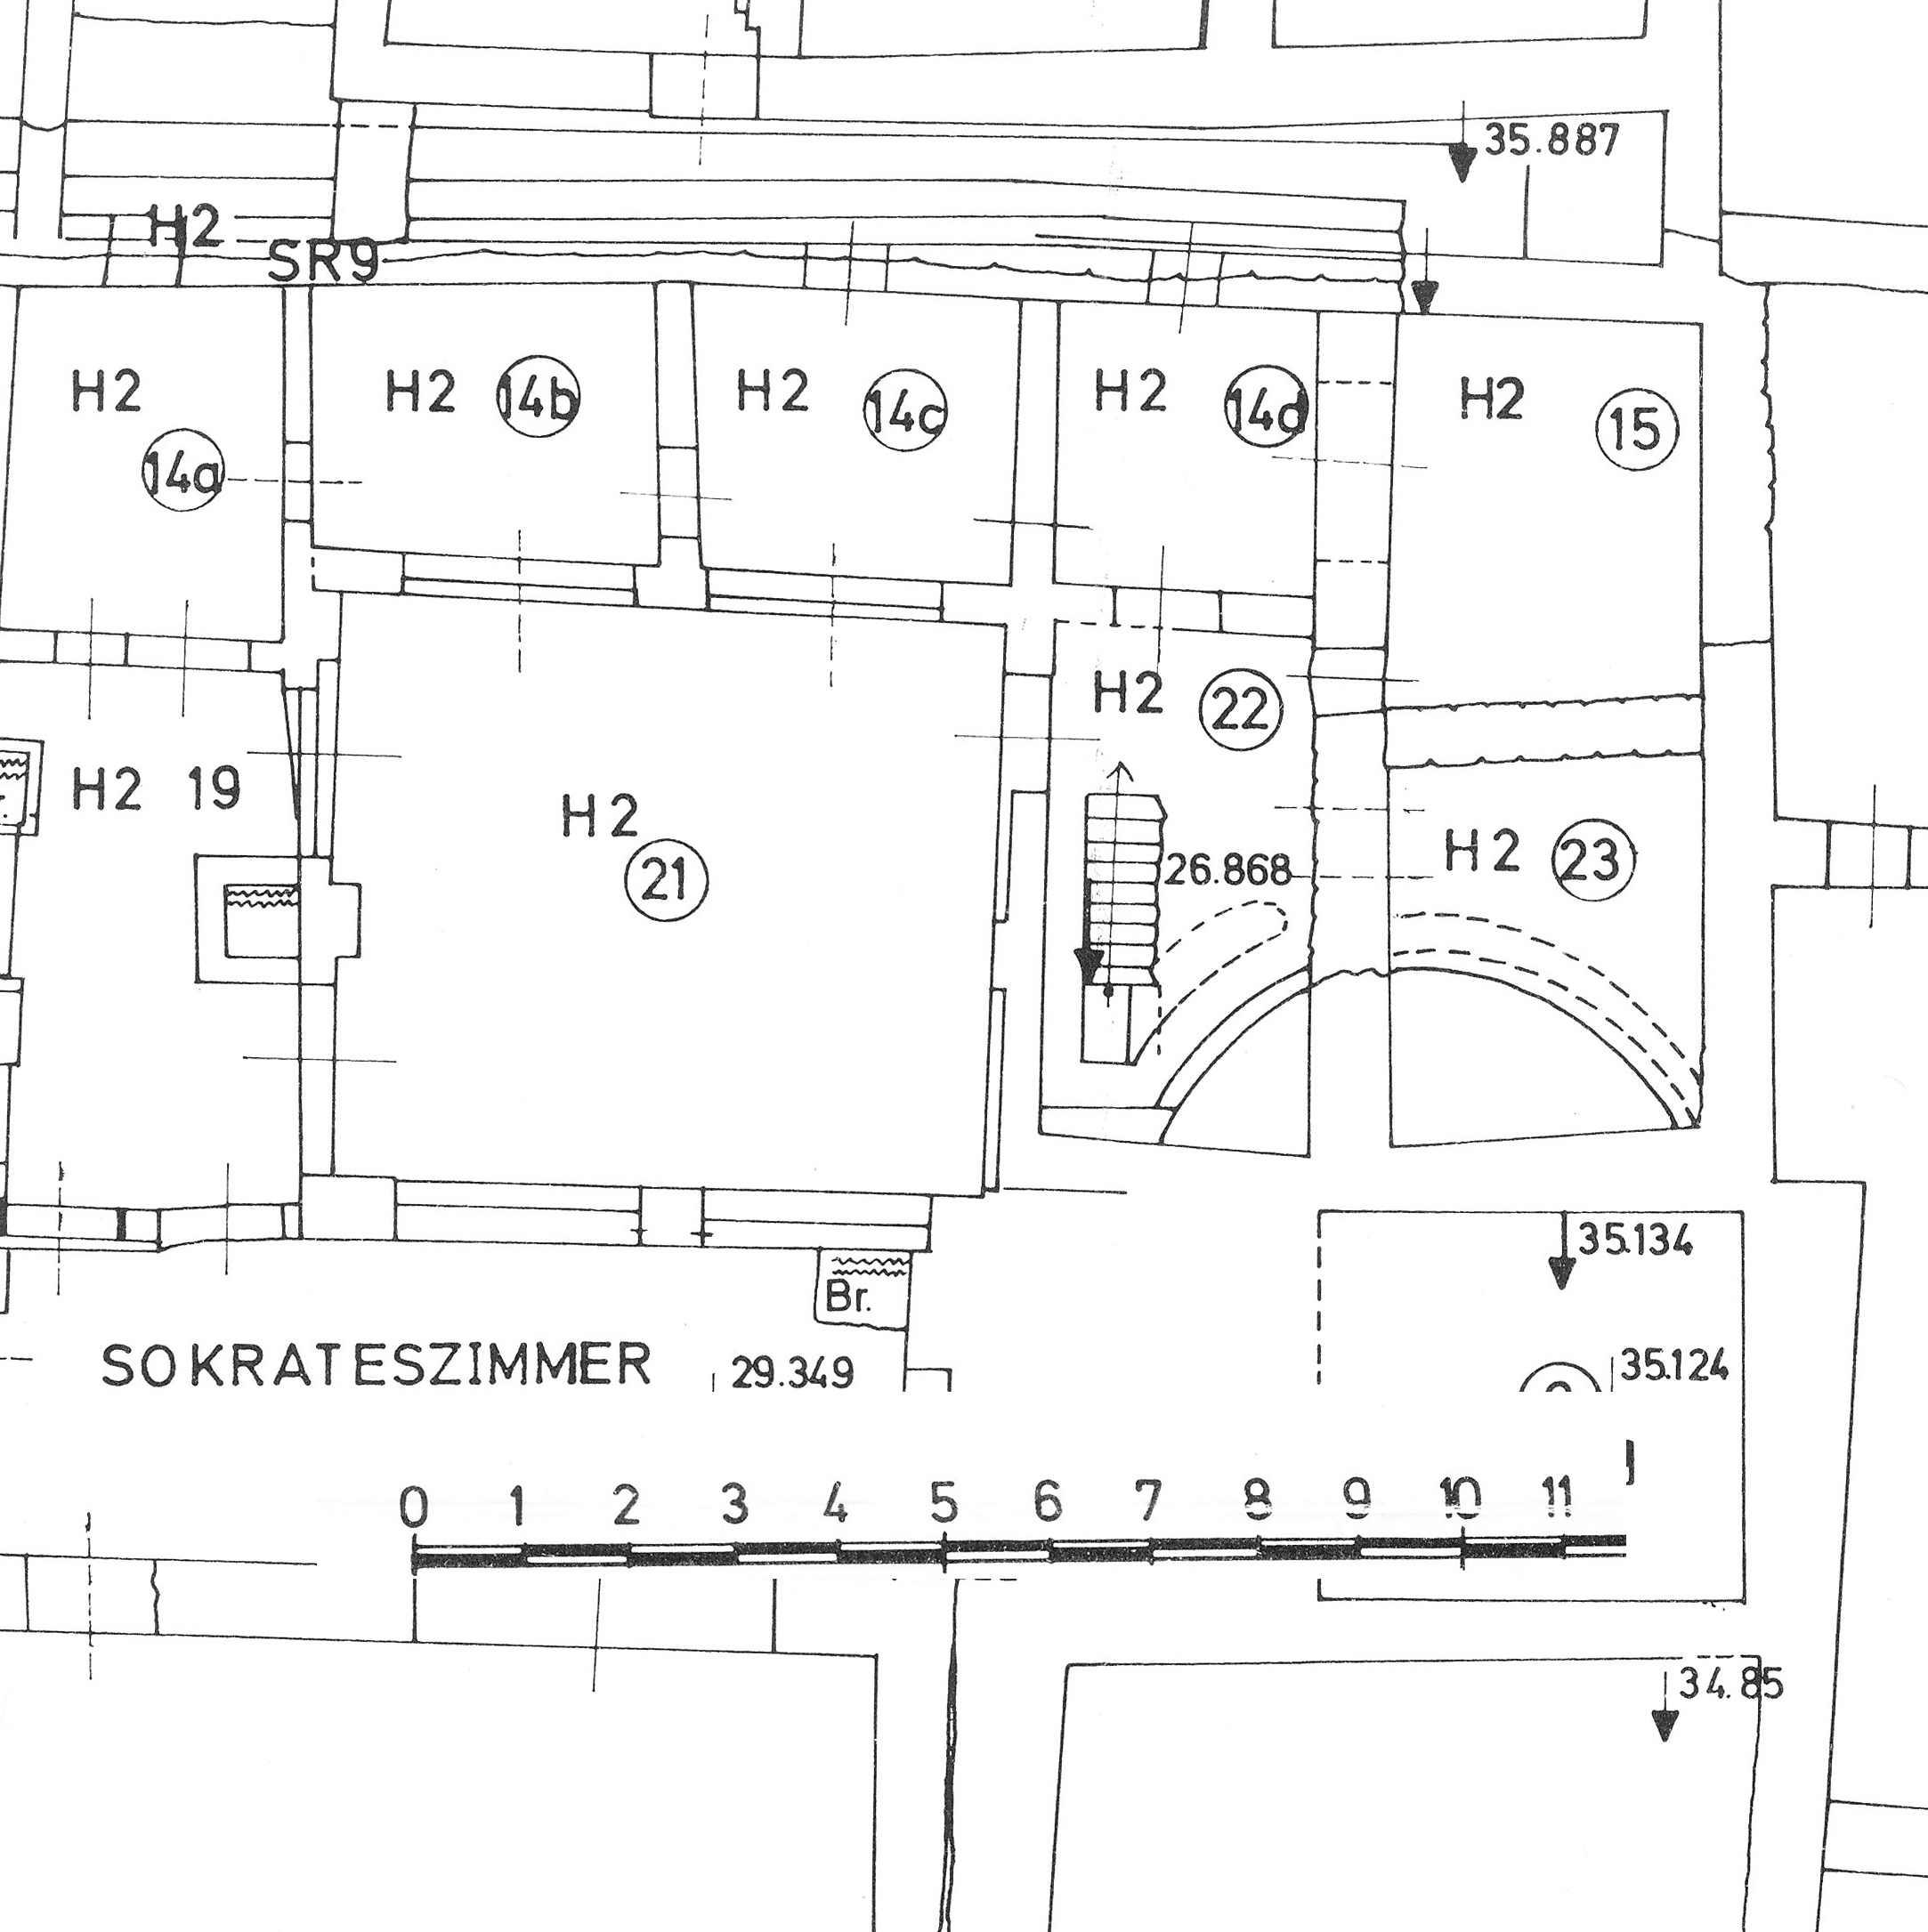 35.887
H2
SR9
H2 14a
H2 14b
H2 14c
H2 14d
H2 15
H2 22
H2 19
H2 21
26.868
H2 23
35.134
Br.
SOKRATESZIMMER
29.349
35.124
0 1 2 3 4 5 6 7 8 9 10 11
34.85